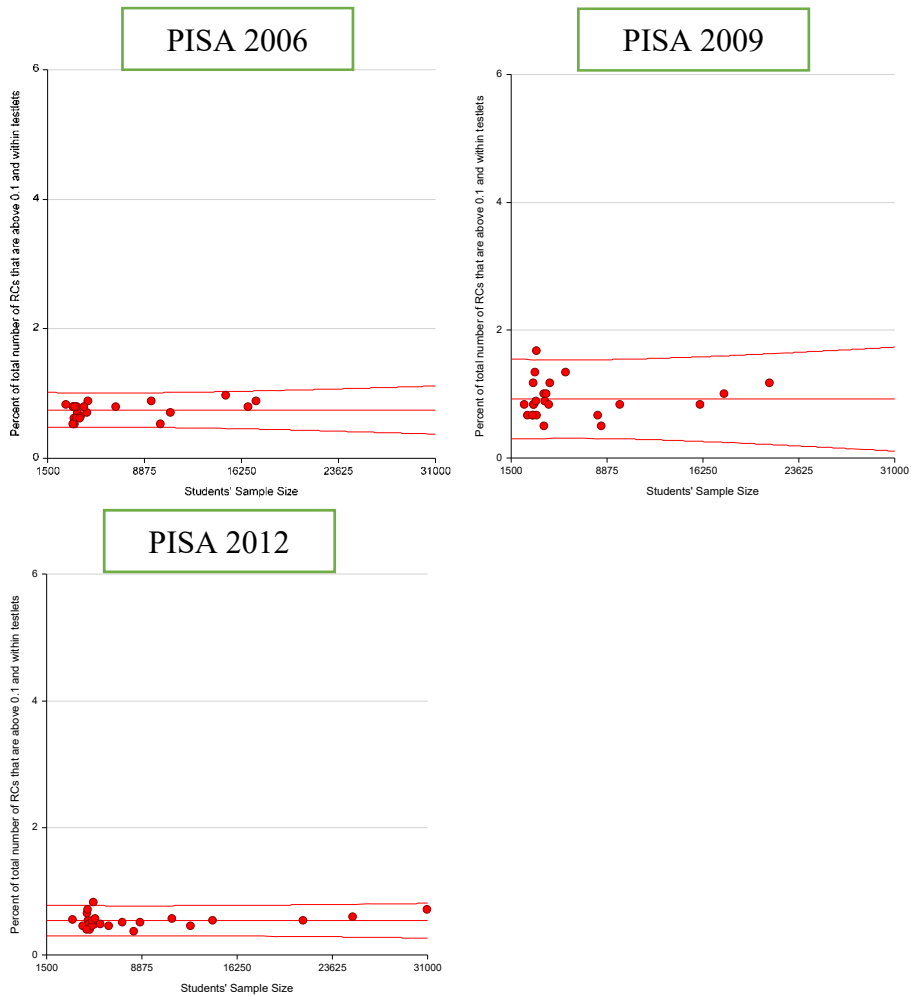 PISA 2006
Percent of total number of RCs that are above 0.1 and within testlets
6
4
2
0
1500 8875 16250 23625 31000
Students' Sample Size
PISA 2009
Percent of total number of RCs that are above 0.1 and within testlets
6
4
2
0
1500 8875 16250 23625 31000
Students' Sample Size
PISA 2012
Percent of total number of RCs that are above 0.1 and within testlets
6
4
2
0
1500 8875 16250 23625 31000
Students' Sample Size